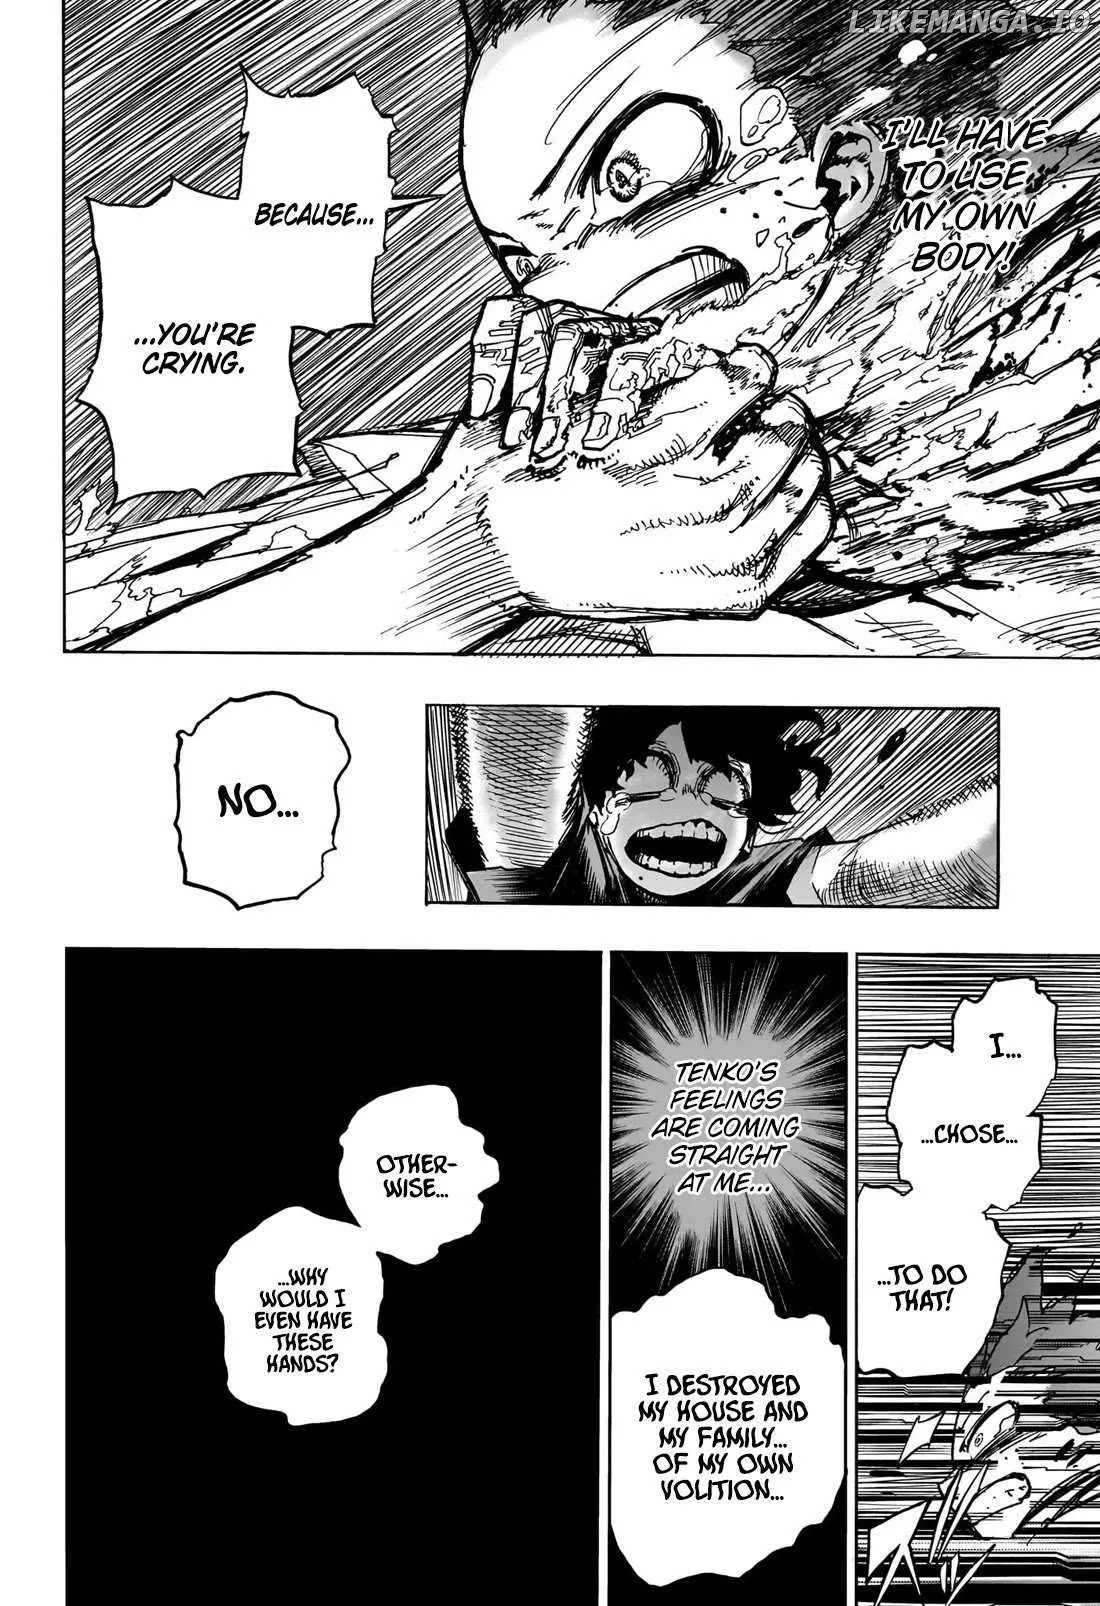 LIKEMANGA.IO
I'LL HAVE
TO USE
MY OWN
BODY!
BECAUSE...
...YOU'RE
CRYING.
NO...
I...
...CHOSE...
...TO DO
THAT!
TENKO'S
FEELINGS
ARE COMING
STRAIGHT
AT ME...
I DESTROYED
MY HOUSE AND
MY FAMILY...
OF MY OWN
VOLITION...
OTHER-
WISE...
...WHY
WOULD I
EVEN HAVE
THESE
HANDS?